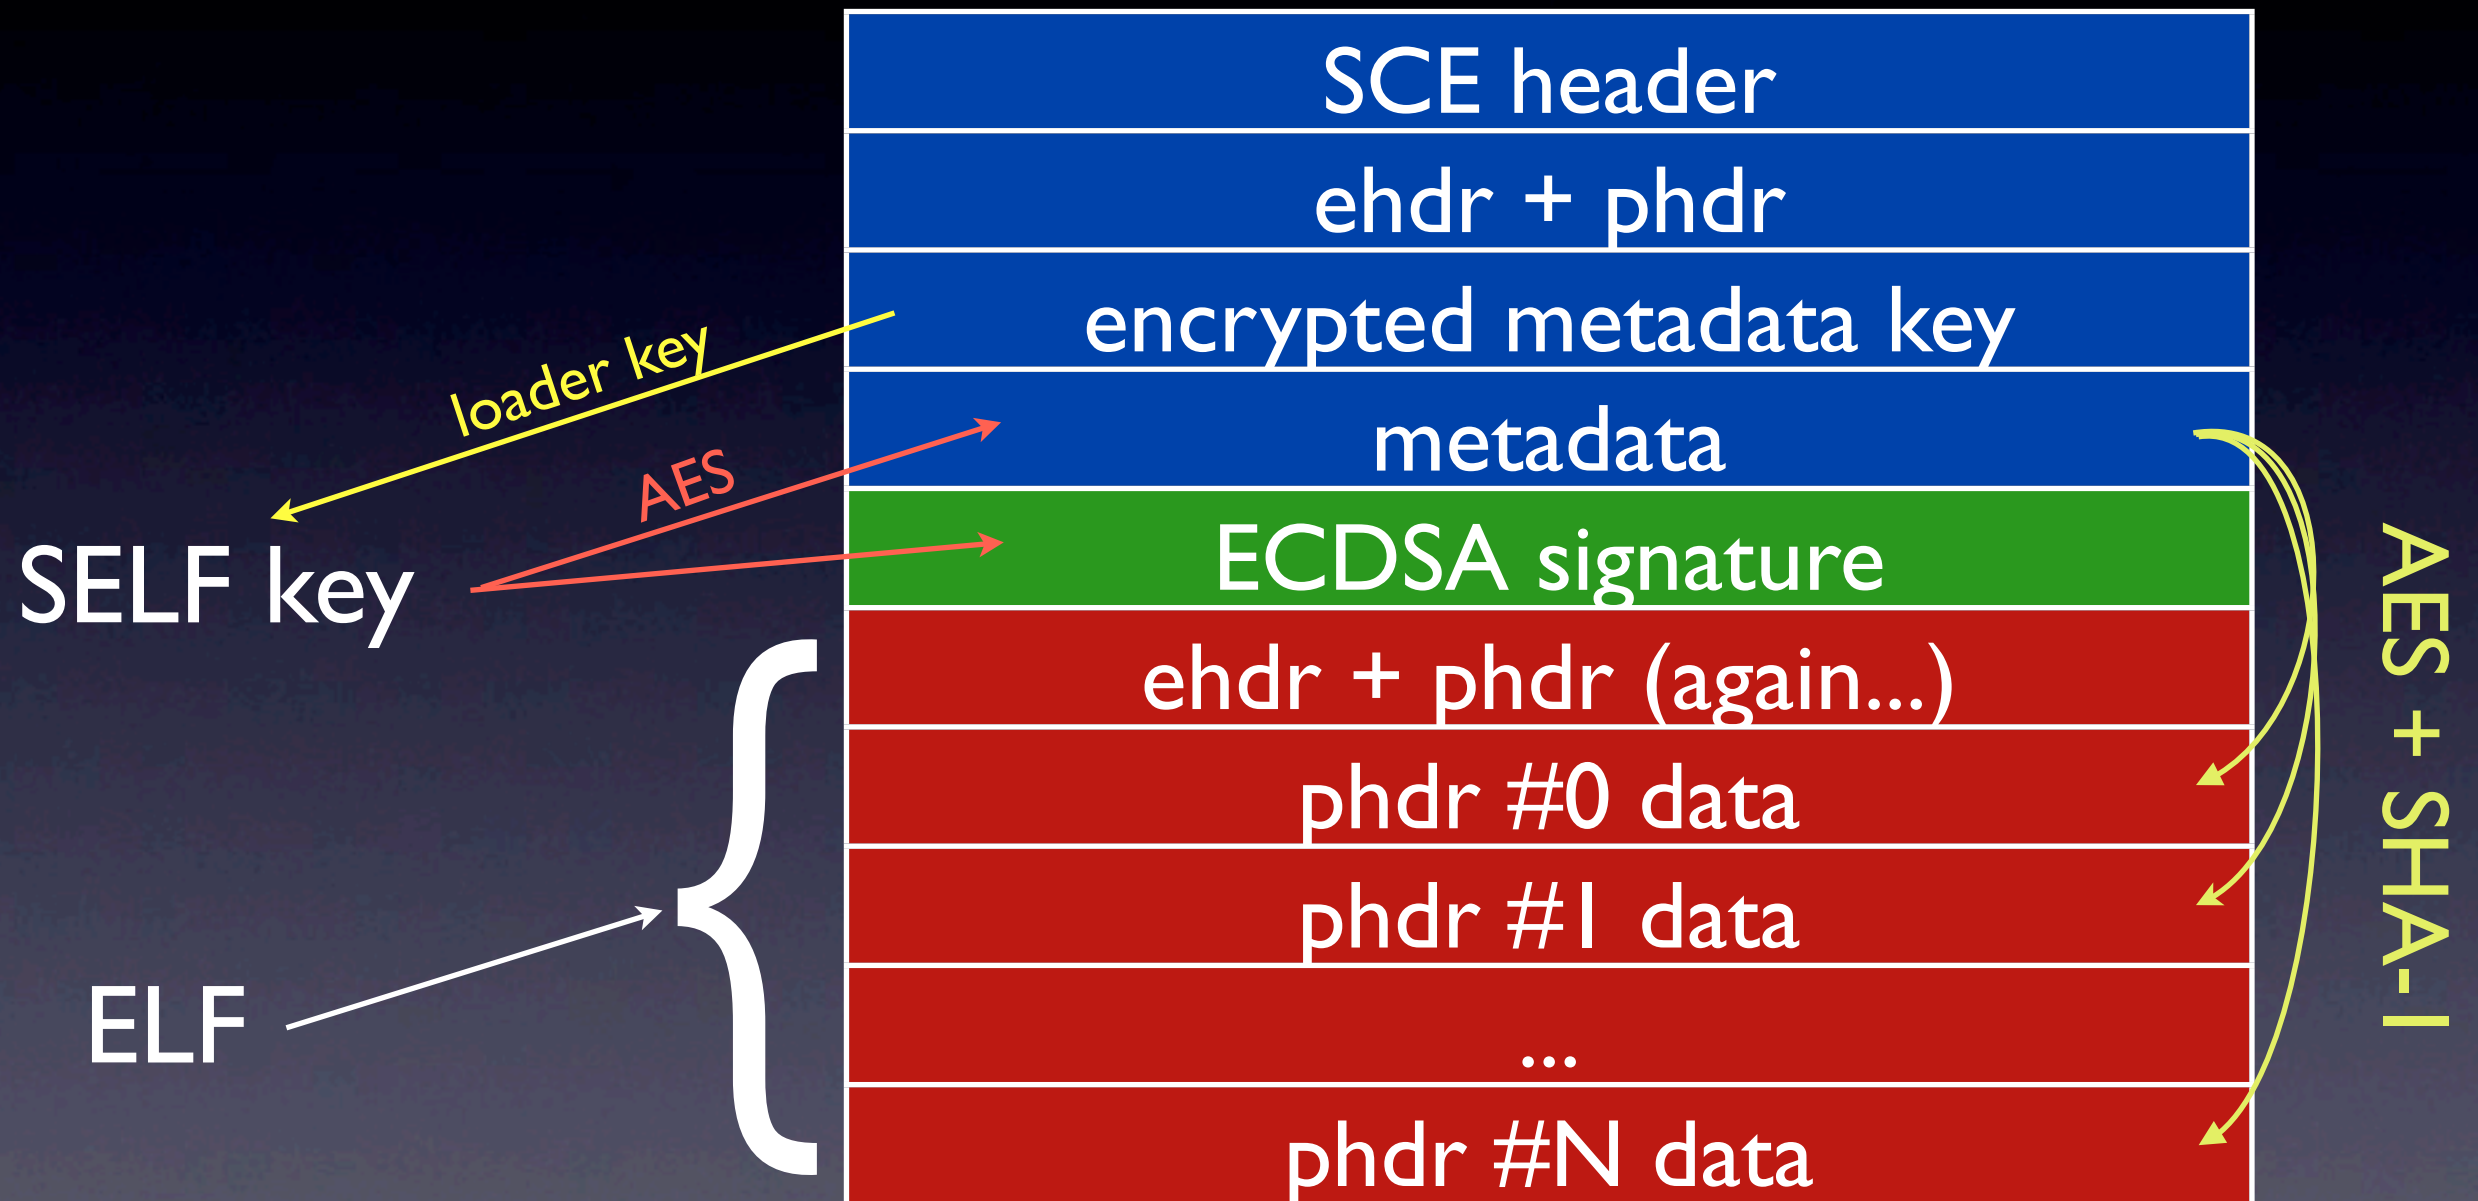 SCE header
ehdr + phdr
encrypted metadata key
loader key
metadata
AES
ECDSA signature
SELF key
ehdr + phdr (again...)
phdr #0 data
AES + SHA-1
phdr #1 data
ELF
...
phdr #N data